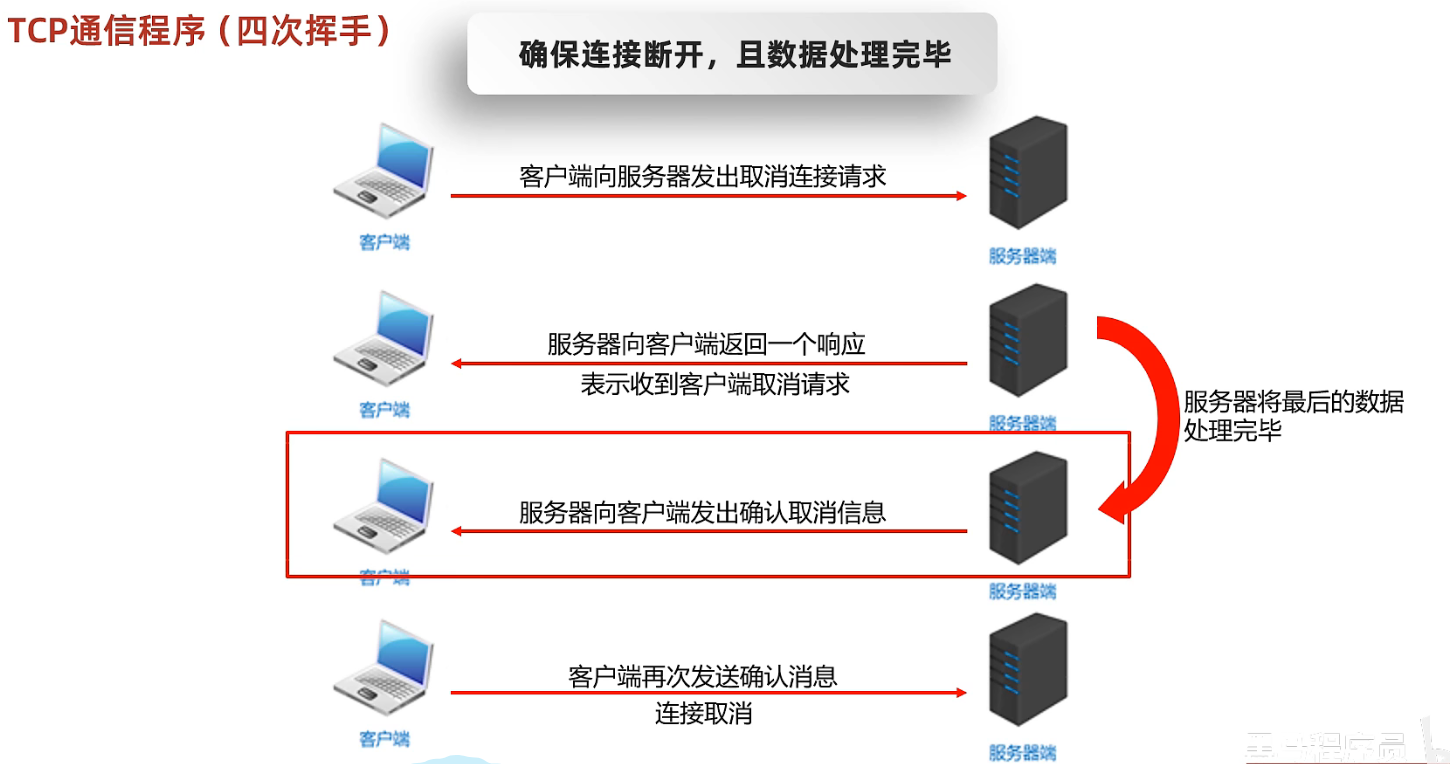 TCP通信程序（四次挥手）
确保连接断开，且数据处理完毕
客户端向服务器发出取消连接请求
客户端
服务器端
服务器向客户端返回一个响应
表示收到客户端取消请求
客户端
服务器端
服务器将最后的数据
处理完毕
服务器向客户端发出确认取消信息
客户端
服务器端
客户端再次发送确认消息
连接取消
客户端
服务器端